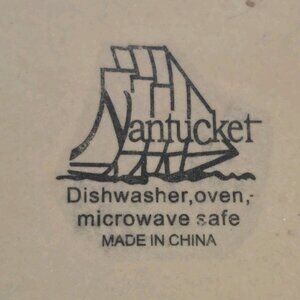 Nantucket
Dishwasher,oven,-
microwave safe
MADE IN CHINA